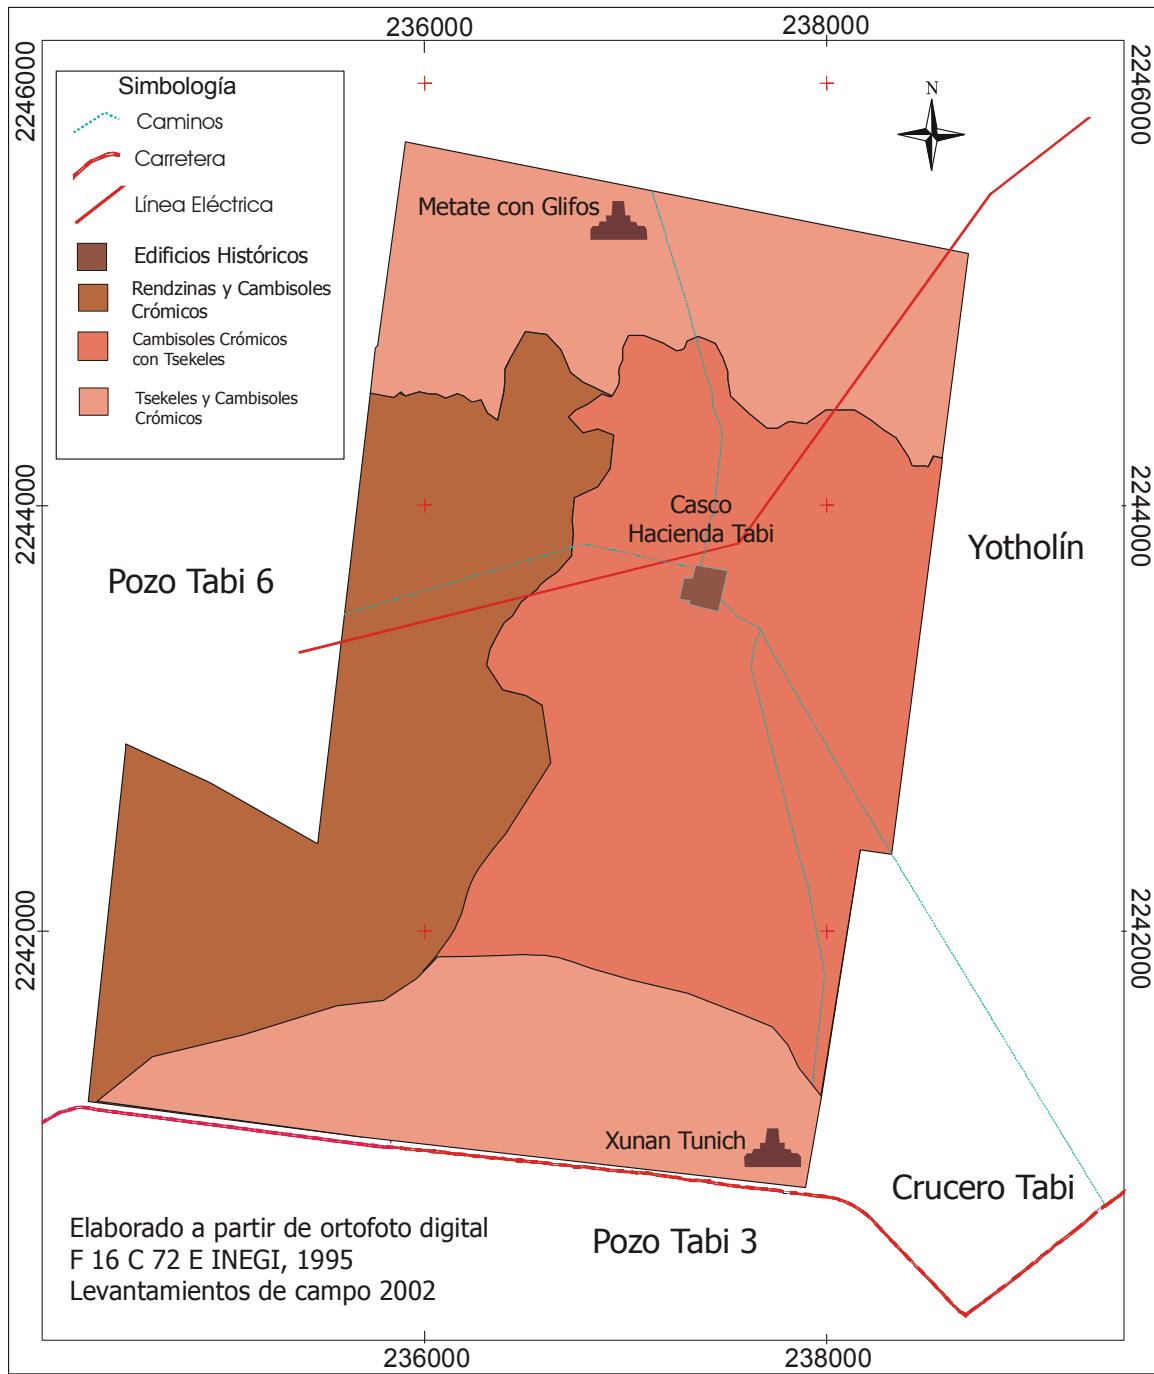 236000
238000
2246000
2246000
Simbología
Caminos
Carretera
Línea Eléctrica
Edificios Históricos
Rendzinas y Cambisoles
Crómicos
Cambisoles Crómicos
con Tsekeles
Tsekeles y Cambisoles
Crómicos
N
Metate con Glifos
2244000
2244000
Casco
Hacienda Tabi
Yotholín
Pozo Tabi 6
2242000
2242000
Xunan Tunich
Crucero Tabi
Pozo Tabi 3
Elaborado a partir de ortofoto digital
F 16 C 72 E INEGI, 1995
Levantamientos de campo 2002
236000
238000